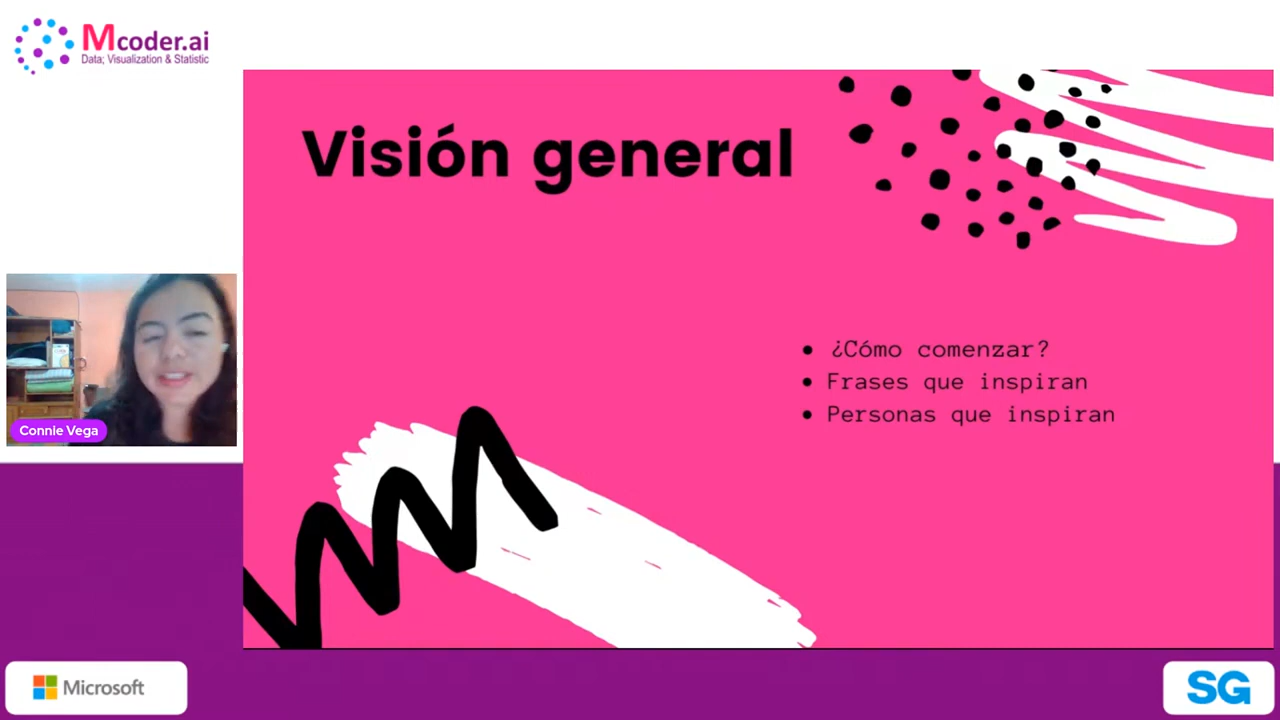 Mcoder.ai
Data; Visualization & Statistic
Visión general
¿Cómo comenzar?
Frases que inspiran
Personas que inspiran
Connie Vega
Microsoft
SG